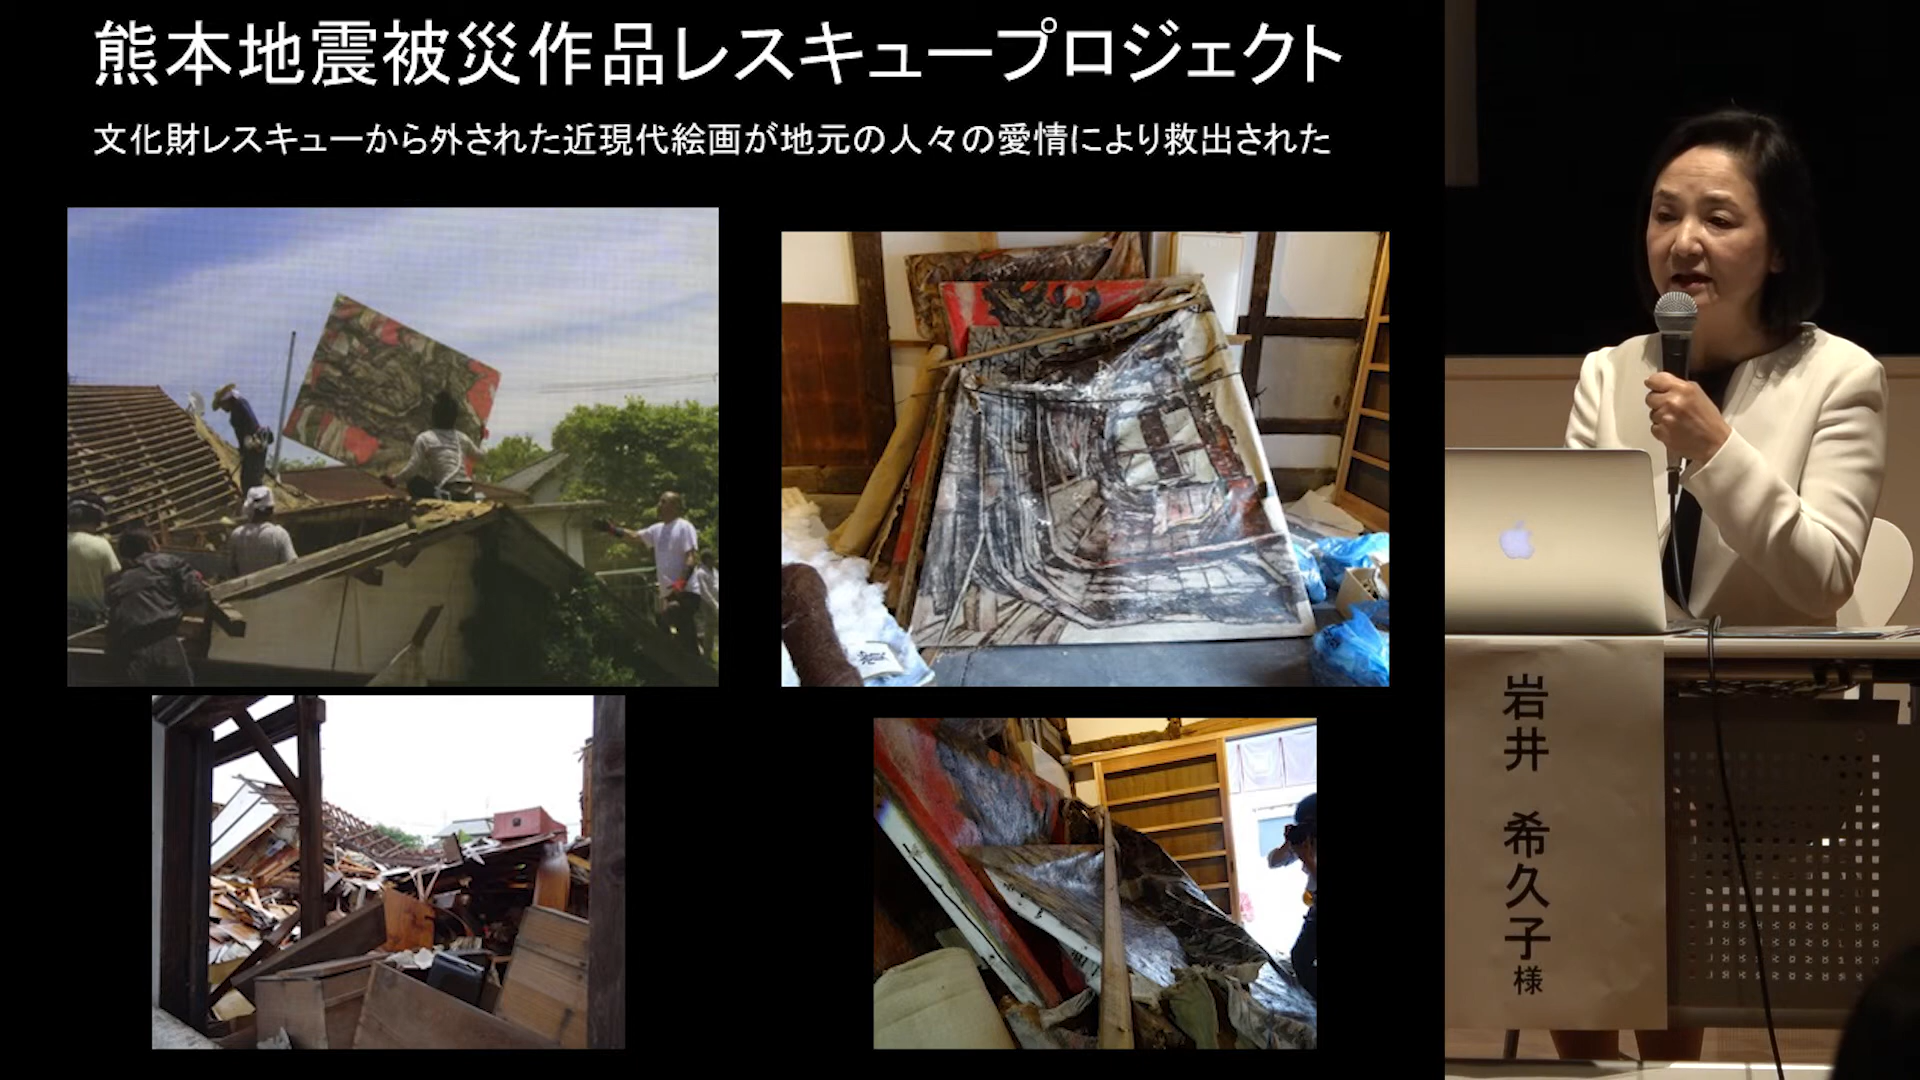 熊本地震被災作品レスキュープロジェクト
文化財レスキューから外された近現代絵画が地元の人々の愛情により救出された
岩井 希久子様